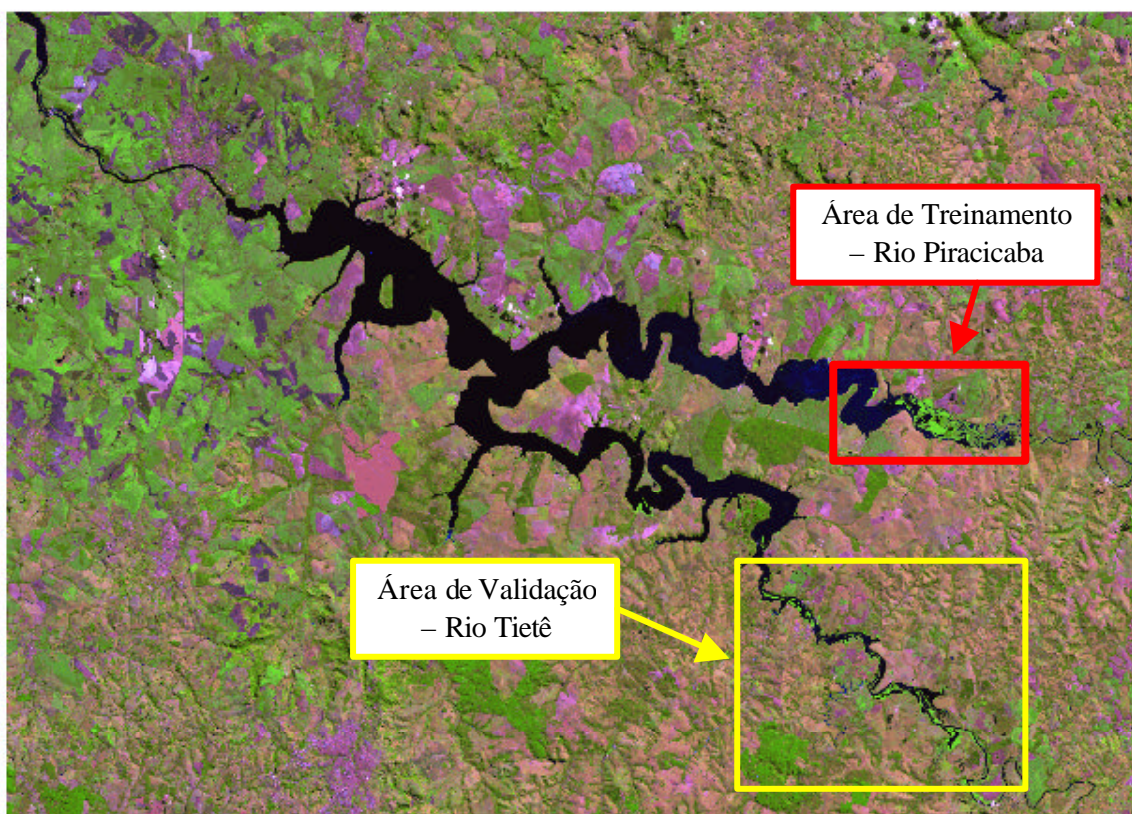 Área de Treinamento
– Rio Piracicaba
Área de Validação
– Rio Tietê